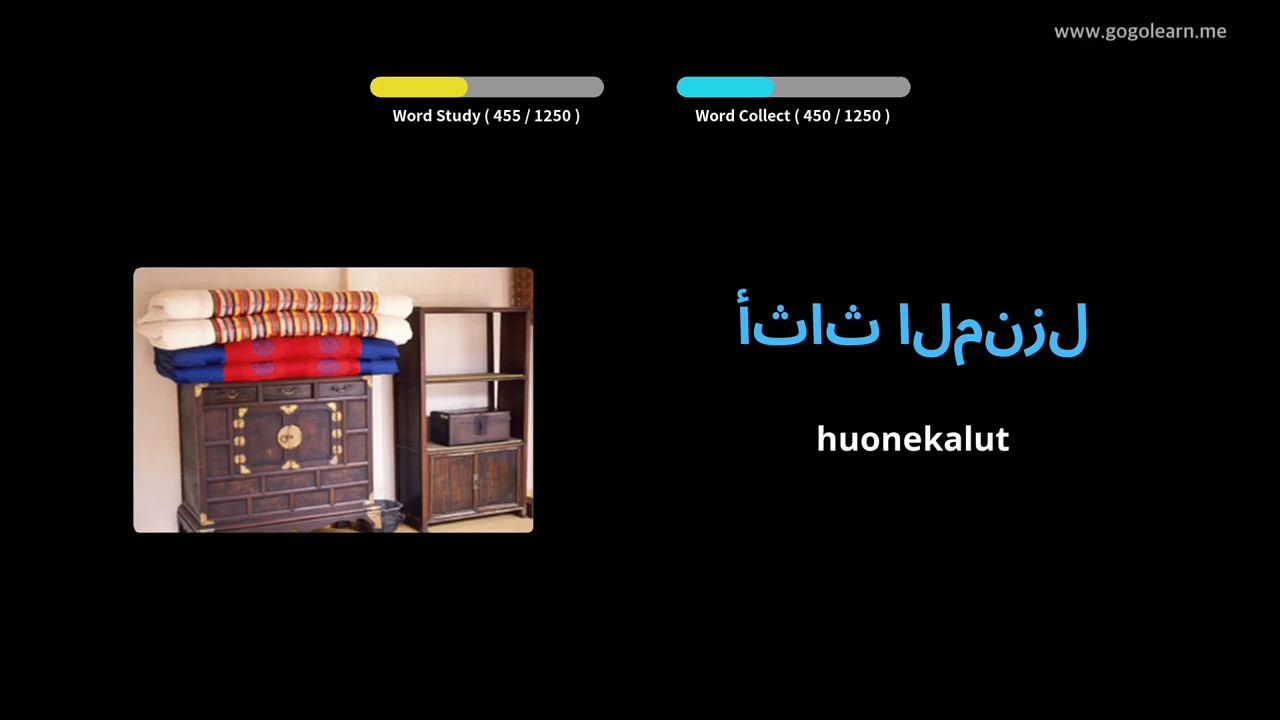 www.gogolearn.me
Word Study ( 455 / 1250 )
Word Collect ( 450 / 1250 )
أثاث المنزل
huonekalut